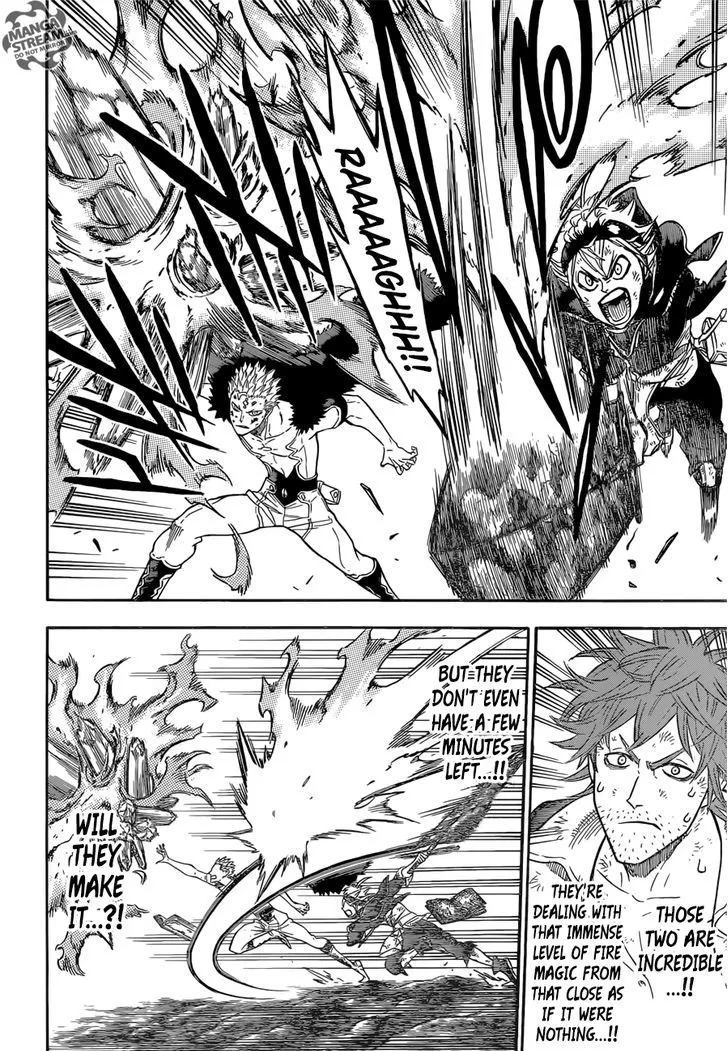 MANGA
STREAM
DO NOT MIRROR
RAAAAAGHHH!!
THOSE
TWO ARE
INCREDIBLE
...!!
THEY'RE
DEALING WITH
THAT IMMENSE
LEVEL OF FIRE
MAGIC FROM
THAT CLOSE AS
IF IT WERE
NOTHING...!!
BUT THEY
DON'T EVEN
HAVE A FEW
MINUTES
LEFT...!!
WILL
THEY
MAKE
IT...?!